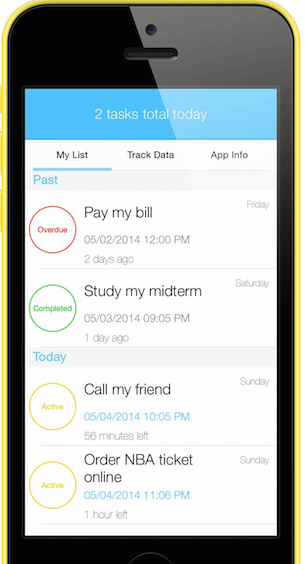 2 tasks total today
My List Track Data App Info
Past
Friday
Pay my bill
Overdue
05/02/2014 12:00 PM
2 days ago
Saturday
Study my midterm
Completed
05/03/2014 09:05 PM
1 day ago
Today
Sunday
Call my friend
Active
05/04/2014 10:05 PM
56 minutes left
Order NBA ticket
Sunday
online
Active
05/04/2014 11:06 PM
1 hour left